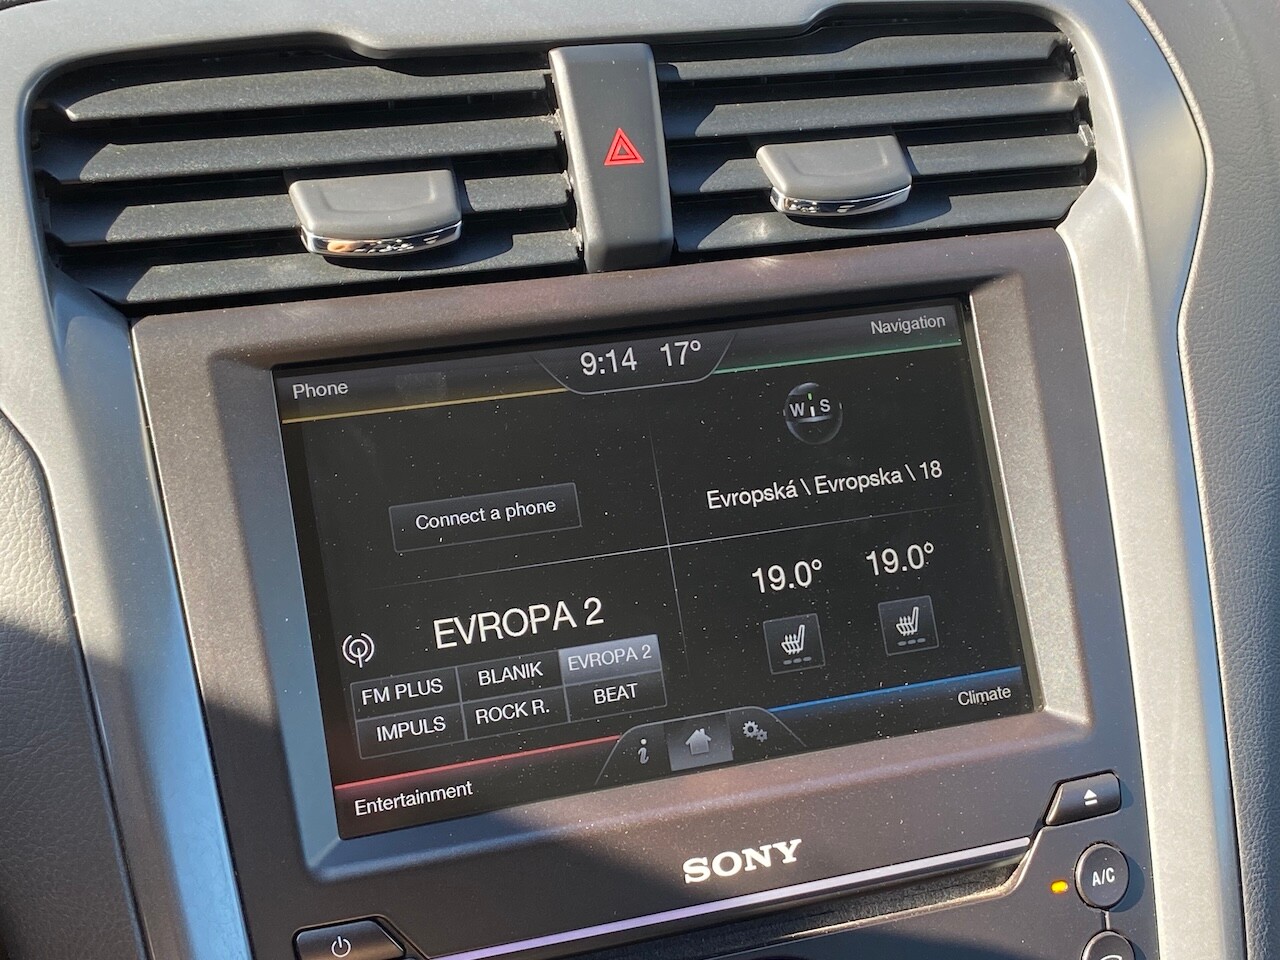 9:14 17°
Phone
Navigation
W S
Connect a phone
Evropská \ Evropska \ 18
EVROPA 2
19.0° 19.0°
FM PLUS BLANIK EVROPA 2
IMPULS ROCK R. BEAT
i
Entertainment
Climate
SONY
A/C